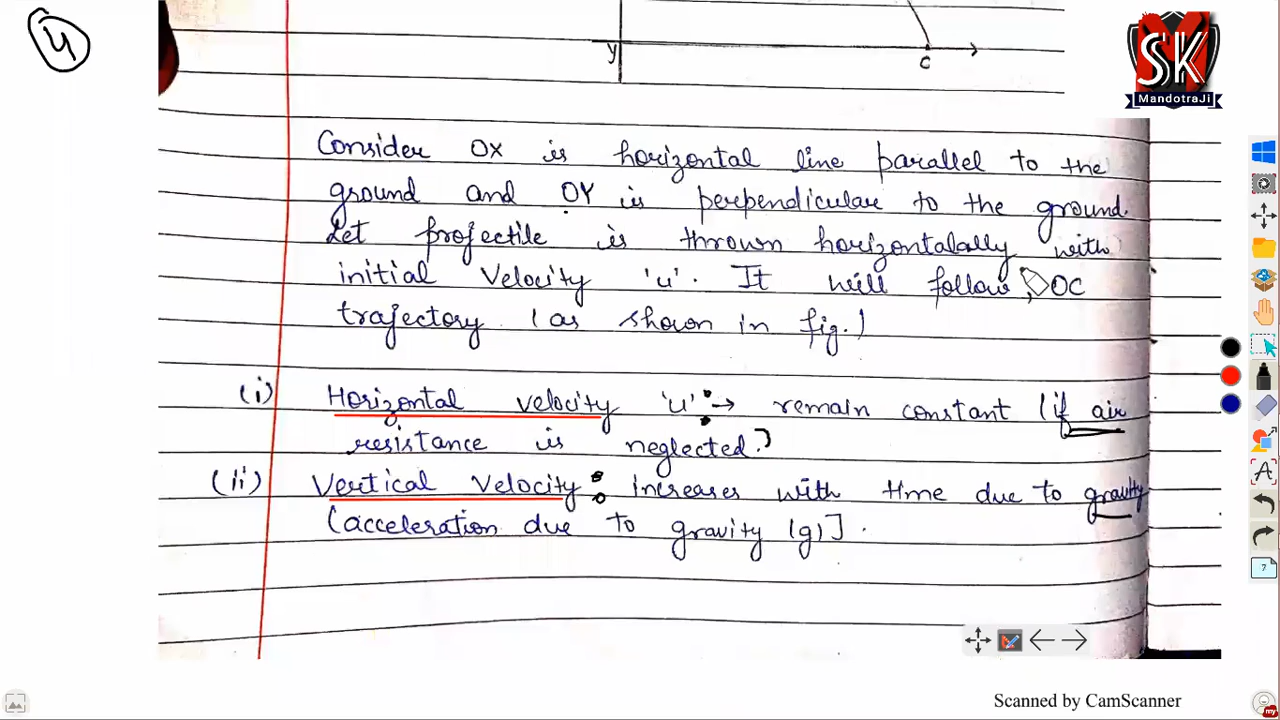 4
y
C
SK
MandotraJi
Consider OX is horizontal line parallel to the
ground and OY is perpendicular to the ground.
Let projectile is thrown horizontalally with
initial velocity 'u'. It will follow OC
trajectory (as shown in fig.)
(i) Horizontal velocity 'u': → remain constant (if air
resistance is neglected)
(ii) Vertical velocity: increases with time due to gravity
(acceleration due to gravity (g)].
Scanned by CamScanner